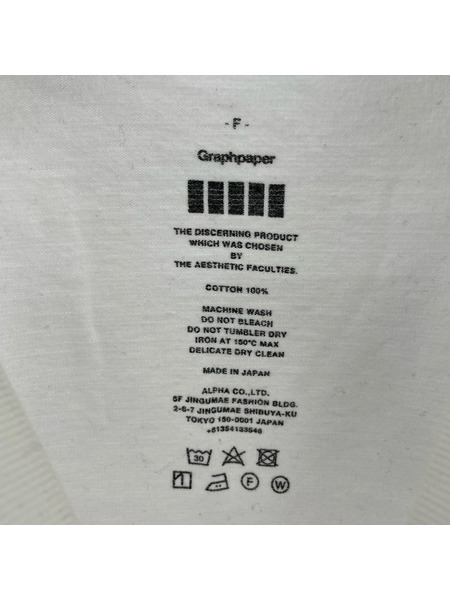 - F -
Graphpaper
THE DISCERNING PRODUCT
WHICH WAS CHOSEN
BY
THE AESTHETIC FACULTIES.
COTTON 100%
MACHINE WASH
DO NOT BLEACH
DO NOT TUMBLER DRY
IRON AT 150°C MAX
DELICATE DRY CLEAN
MADE IN JAPAN
ALPHA CO.,LTD.
5F JINGUMAE FASHION BLDG.
2-6-7 JINGUMAE SHIBUYA-KU
TOKYO 150-0001 JAPAN
+81354133546
30
F W